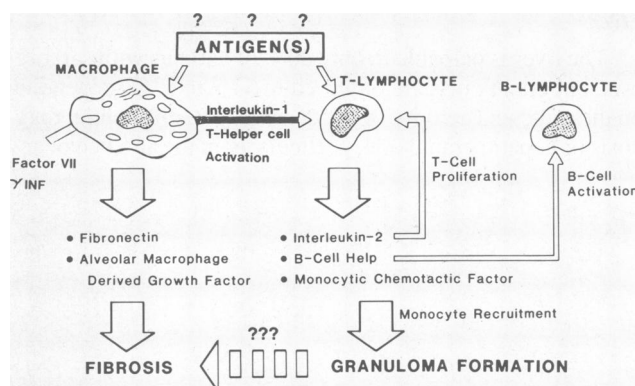 ? ? ?
ANTIGEN(S)
MACROPHAGE
T-LYMPHOCYTE
B-LYMPHOCYTE
Interleukin-1
T-Helper cell
Activation
Factor VII
γ INF
T-Cell
Proliferation
B-Cell
Activation
• Fibronectin
• Alveolar Macrophage
Derived Growth Factor
• Interleukin-2
• B-Cell Help
• Monocytic Chemotactic Factor
Monocyte Recruitment
???
FIBROSIS
GRANULOMA FORMATION